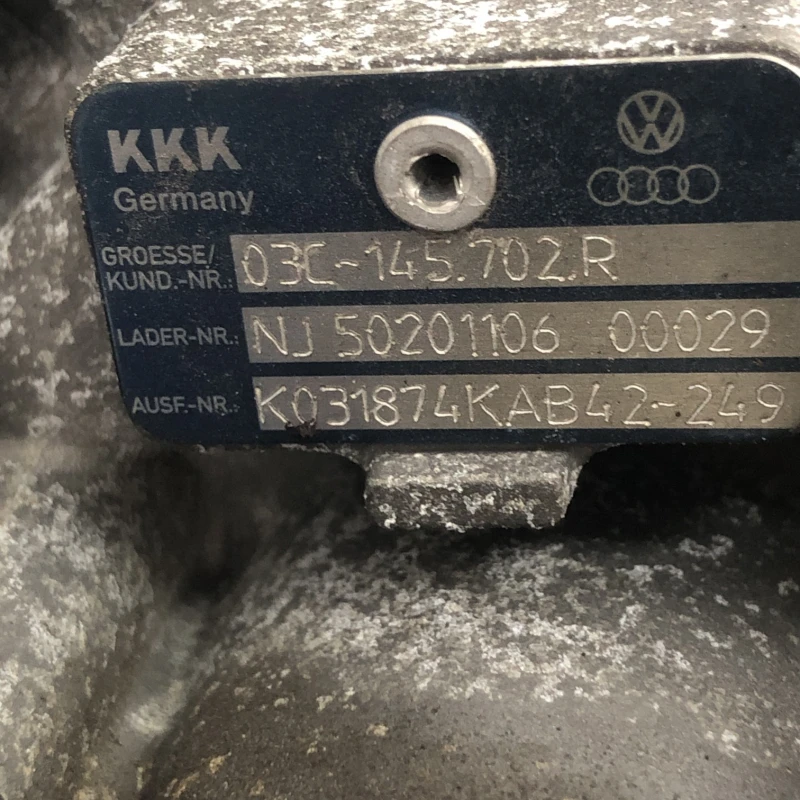 KKK
Germany
GROESSE/
KUND.-NR.: 03C-145.702.R
LADER-NR.: NJ 50201106 00029
AUSF.-NR.: K031874KAB42-249